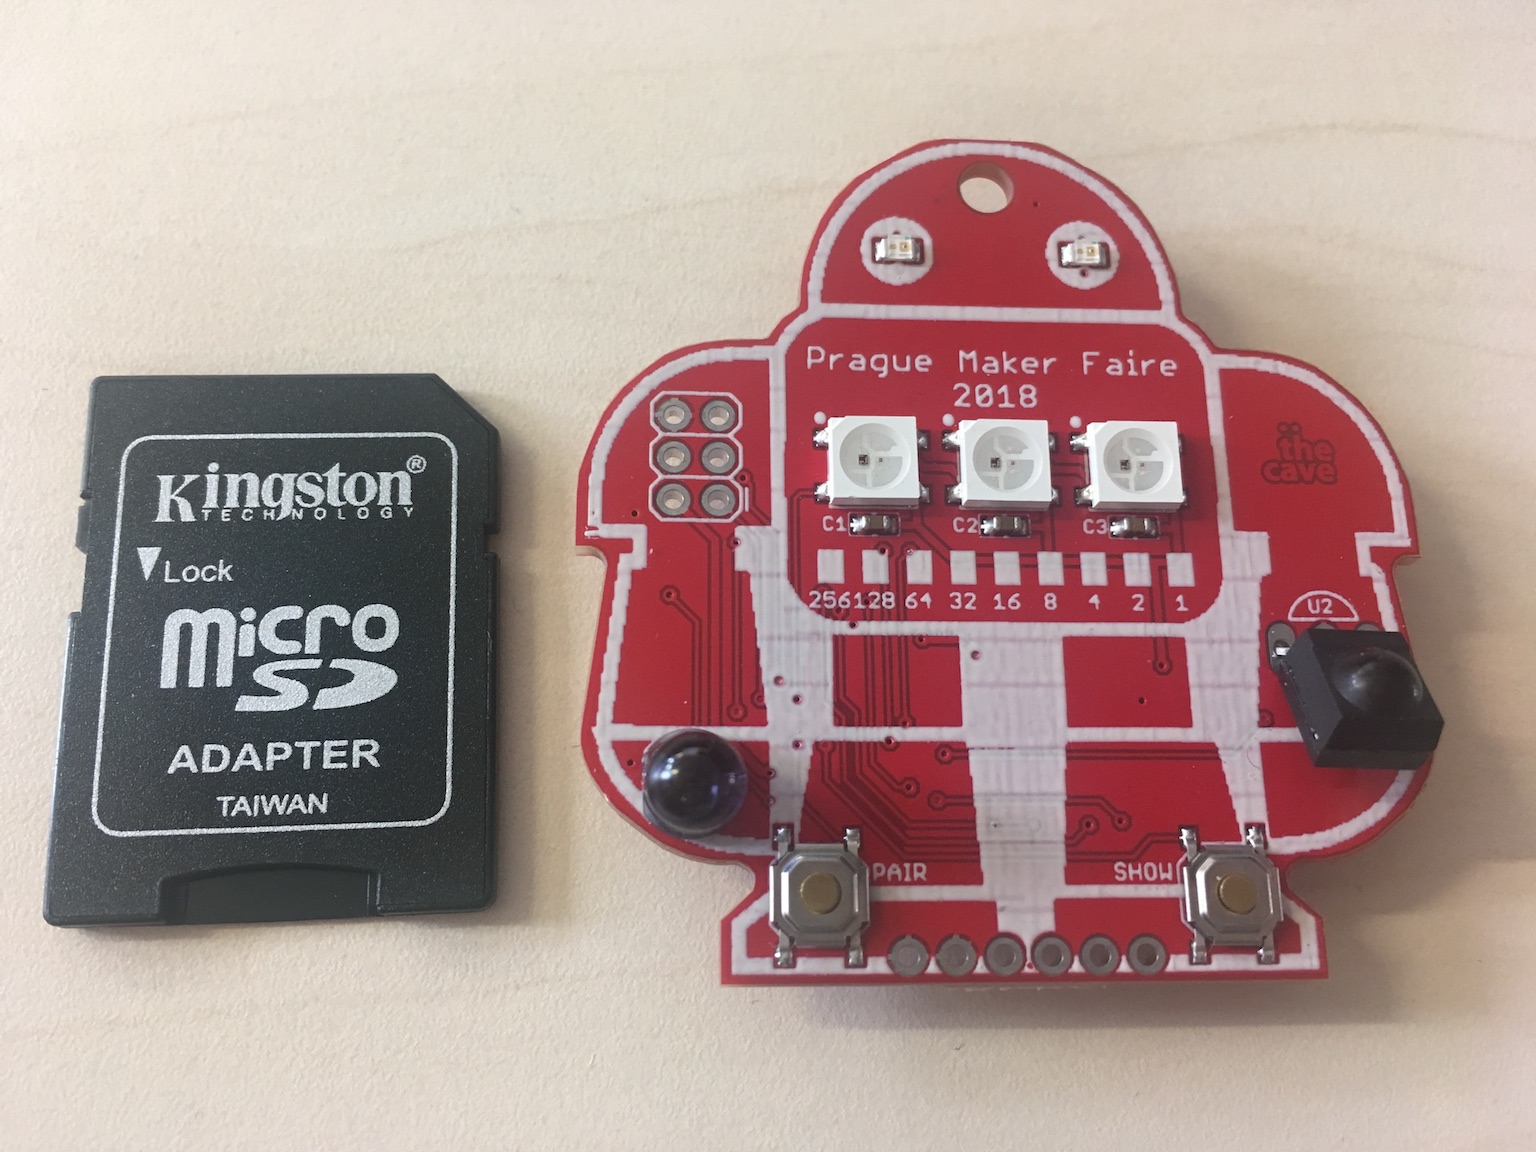 Kingston®
TECHNOLOGY
Lock
micro
SD
ADAPTER
TAIWAN
Prague Maker Faire
2018
the
cave
C1 C2 C3
256 128 64 32 16 8 4 2 1
U2
PAIR
SHOW